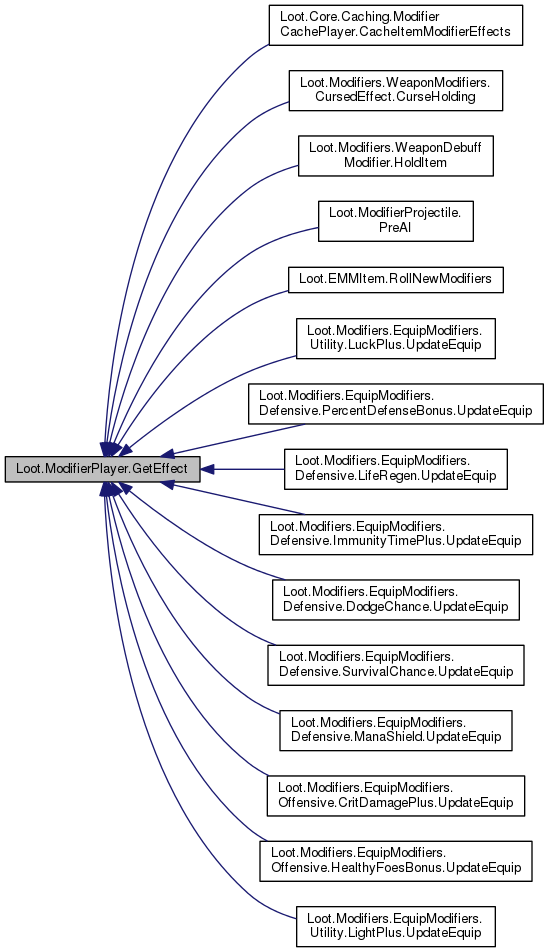 Loot.Core.Caching.Modifier
CachePlayer.CacheItemModifierEffects
Loot.Modifiers.WeaponModifiers.
CursedEffect.CurseHolding
Loot.Modifiers.WeaponDebuff
Modifier.HoldItem
Loot.ModifierProjectile.
PreAI
Loot.EMMItem.RollNewModifiers
Loot.Modifiers.EquipModifiers.
Utility.LuckPlus.UpdateEquip
Loot.Modifiers.EquipModifiers.
Defensive.PercentDefenseBonus.UpdateEquip
Loot.ModifierPlayer.GetEffect
Loot.Modifiers.EquipModifiers.
Defensive.LifeRegen.UpdateEquip
Loot.Modifiers.EquipModifiers.
Defensive.ImmunityTimePlus.UpdateEquip
Loot.Modifiers.EquipModifiers.
Defensive.DodgeChance.UpdateEquip
Loot.Modifiers.EquipModifiers.
Defensive.SurvivalChance.UpdateEquip
Loot.Modifiers.EquipModifiers.
Defensive.ManaShield.UpdateEquip
Loot.Modifiers.EquipModifiers.
Offensive.CritDamagePlus.UpdateEquip
Loot.Modifiers.EquipModifiers.
Offensive.HealthyFoesBonus.UpdateEquip
Loot.Modifiers.EquipModifiers.
Utility.LightPlus.UpdateEquip